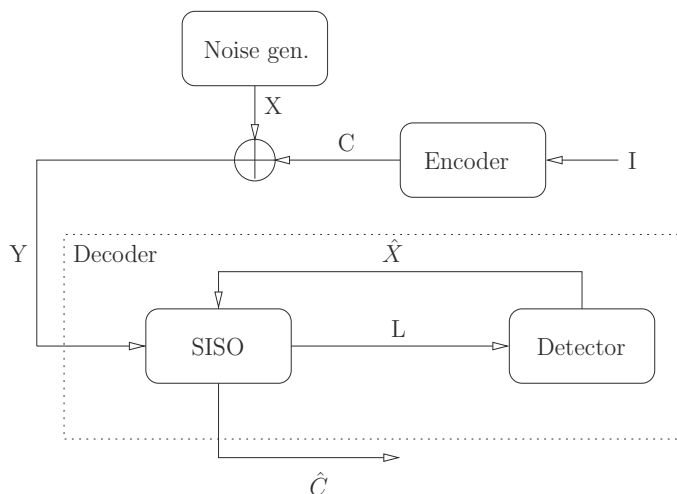 Noise gen.
X
C
Encoder
I
Y
Decoder
X̂
SISO
L
Detector
Ĉ